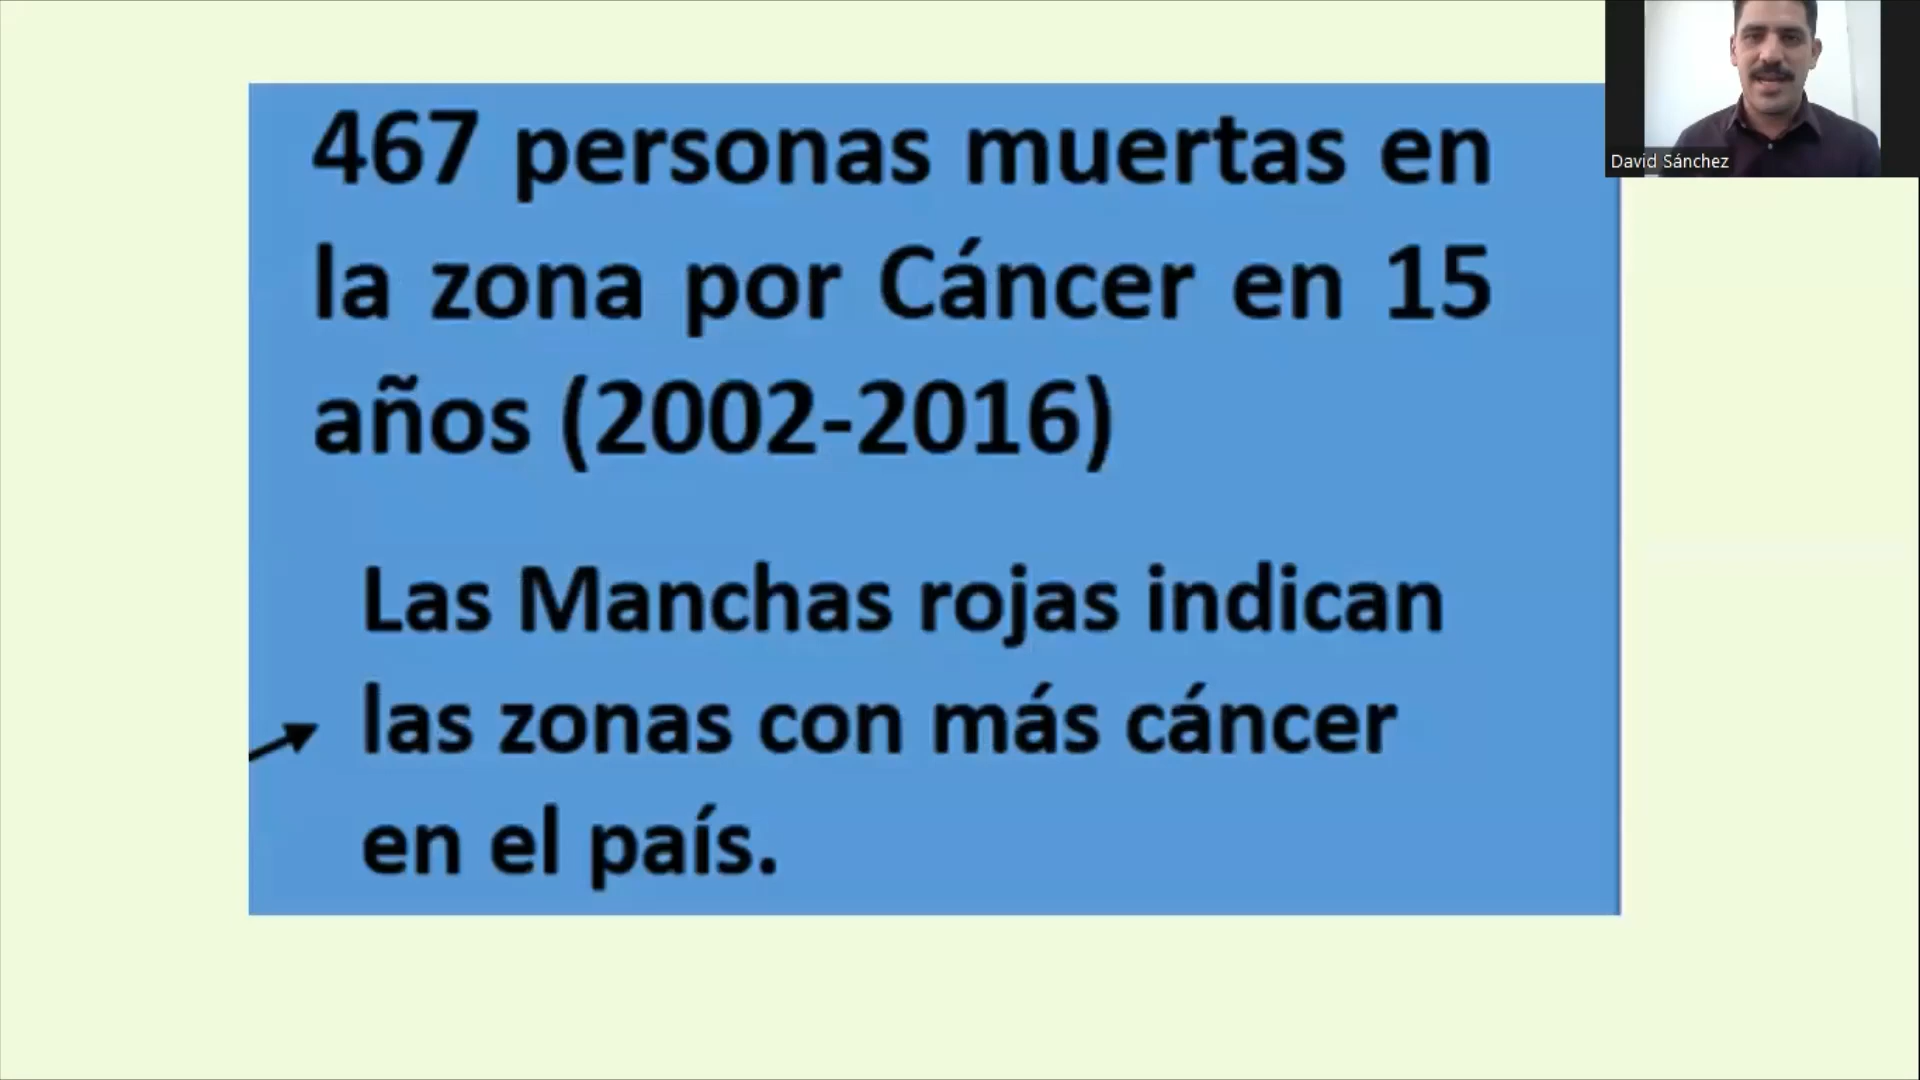 467 personas muertas en
la zona por Cáncer en 15
años (2002-2016)
Las Manchas rojas indican
las zonas con más cáncer
en el país.
David Sánchez